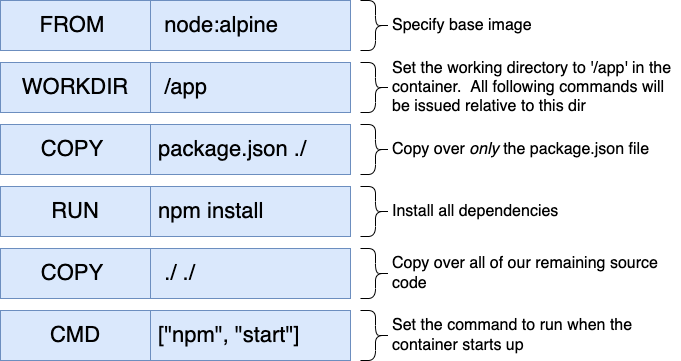 FROM node:alpine Specify base image
WORKDIR /app Set the working directory to '/app' in the
container. All following commands will
be issued relative to this dir
COPY package.json ./ Copy over only the package.json file
RUN npm install Install all dependencies
COPY ./ ./ Copy over all of our remaining source
code
CMD ["npm", "start"] Set the command to run when the
container starts up